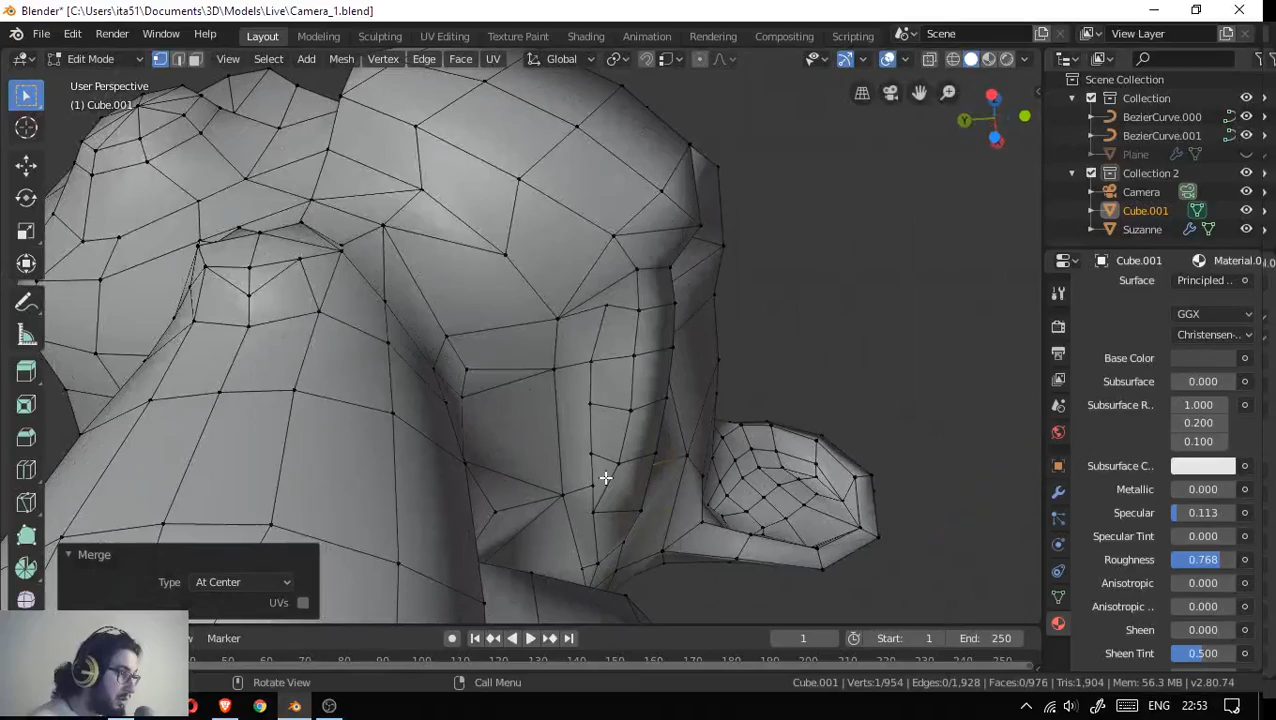 Blender* [C:\Users\ita51\Documents\3D\Models\Live\Camera_1.blend]
File Edit Render Window Help Layout Modeling Sculpting UV Editing Texture Paint Shading Animation Rendering Compositing Scripting Scene View Layer
Edit Mode View Select Add Mesh Vertex Edge Face UV Global
User Perspective
(1) Cube.001
Y
Scene Collection
Collection
BezierCurve.000
BezierCurve.001
Plane
Collection 2
Camera
Cube.001
Suzanne
Cube.001 Material.0
Surface Principled ..
GGX
Christensen-..
Base Color
Subsurface 0.000
Subsurface R.. 1.000
0.200
0.100
Subsurface C..
Metallic 0.000
Specular 0.113
Specular Tint 0.000
Roughness 0.768
Anisotropic 0.000
Anisotropic .. 0.000
Sheen 0.000
Sheen Tint 0.500
Merge
Type At Center
UVs
Marker 1 Start: 1 End: 250
50 60 70 80 90 100 110 120 130 140 150 160 170 180 190 200 210 220 230 240 250
Rotate View Call Menu Cube.001 | Verts:1/954 | Edges:0/1,928 | Faces:0/976 | Tris:1,904 | Mem: 56.3 MB | v2.80.74
ENG 22:53